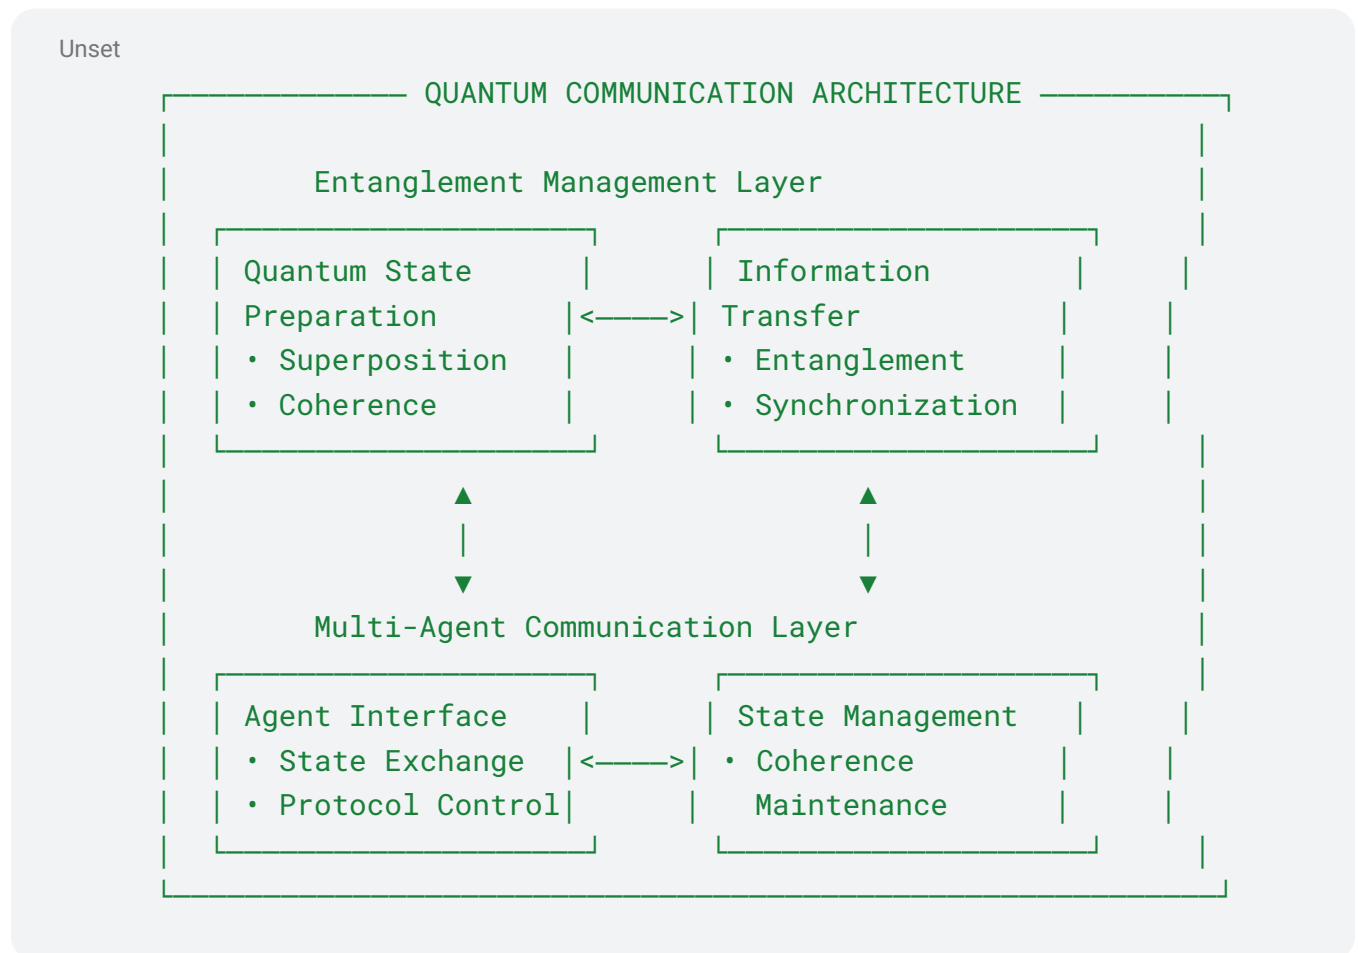 Unset
QUANTUM COMMUNICATION ARCHITECTURE
Entanglement Management Layer
Quantum State Information
Preparation <————> Transfer
• Superposition • Entanglement
• Coherence • Synchronization
▲ ▲
▼ ▼
Multi-Agent Communication Layer
Agent Interface State Management
• State Exchange <————> • Coherence
• Protocol Control Maintenance